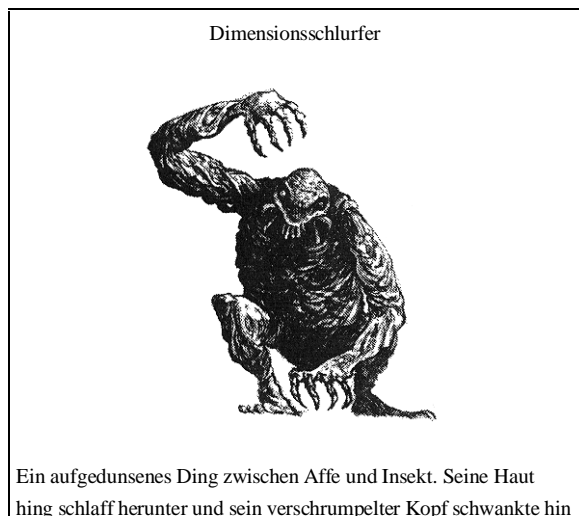 Dimensionsschlurfer
Ein aufgedunsenes Ding zwischen Affe und Insekt. Seine Haut
hing schlaff herunter und sein verschrumpelter Kopf schwankte hin